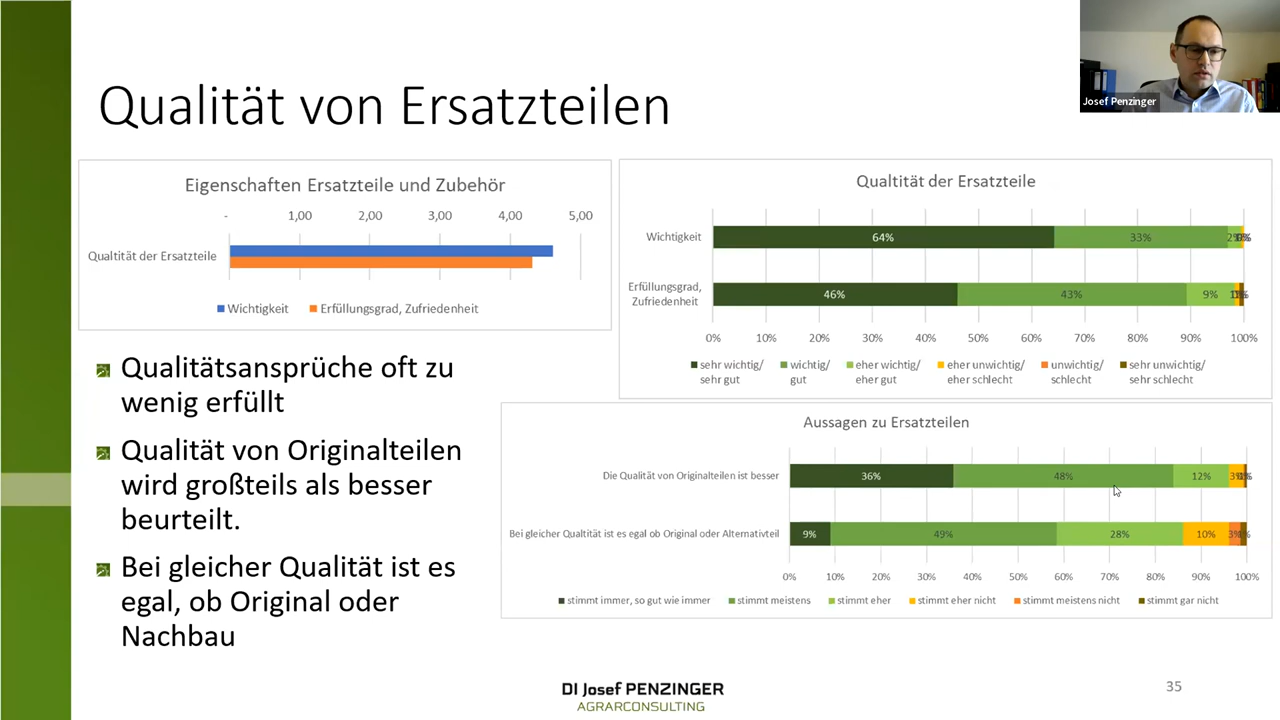 Josef Penzinger
Qualität von Ersatzteilen
Eigenschaften Ersatzteile und Zubehör
- 1,00 2,00 3,00 4,00 5,00
Qualtität der Ersatzteile
Wichtigkeit Erfüllungsgrad, Zufriedenheit
Qualtität der Ersatzteile
Wichtigkeit 64% 33%
Erfüllungsgrad,
Zufriedenheit
46% 43% 9%
0% 10% 20% 30% 40% 50% 60% 70% 80% 90% 100%
sehr wichtig/ wichtig/ eher wichtig/ eher unwichtig/ unwichtig/ sehr unwichtig/
sehr gut gut eher gut eher schlecht schlecht sehr schlecht
Qualitätsansprüche oft zu
wenig erfüllt
Qualität von Originalteilen
wird großteils als besser
beurteilt.
Bei gleicher Qualität ist es
egal, ob Original oder
Nachbau
Aussagen zu Ersatzteilen
Die Qualität von Originalteilen ist besser 36% 48% 12%
Bei gleicher Qualtität ist es egal ob Original oder Alternativteil 9% 49% 28% 10%
0% 10% 20% 30% 40% 50% 60% 70% 80% 90% 100%
stimmt immer, so gut wie immer stimmt meistens stimmt eher stimmt eher nicht stimmt meistens nicht stimmt gar nicht
DI Josef PENZINGER
AGRARCONSULTING
35